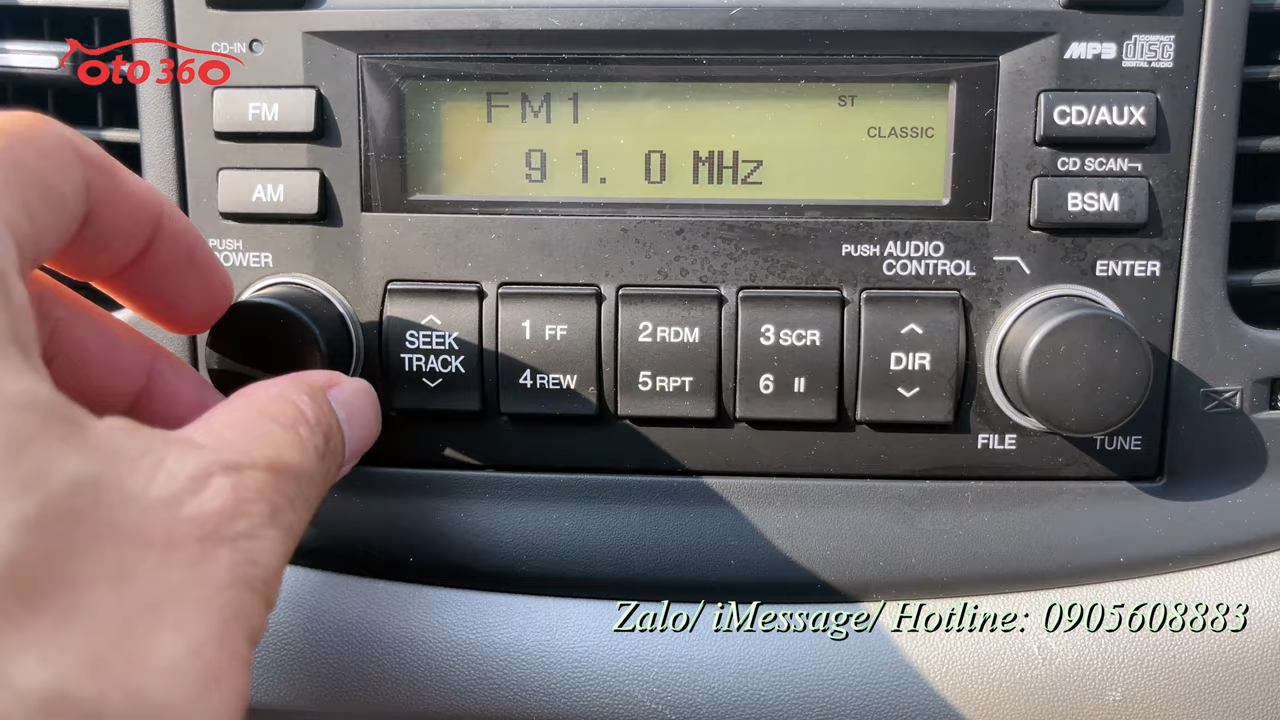 CD-IN
oto360
MP3
COMPACT
disc
DIGITAL AUDIO
FM
FM1
ST
CD/AUX
CLASSIC
91.0 MHz
CD SCAN
AM
BSM
PUSH
POWER
PUSH AUDIO
CONTROL
ENTER
SEEK
TRACK
1 FF
4 REW
2 RDM
5 RPT
3 SCR
6 II
DIR
FILE
TUNE
Zalo/ iMessage/ Hotline: 0905608883